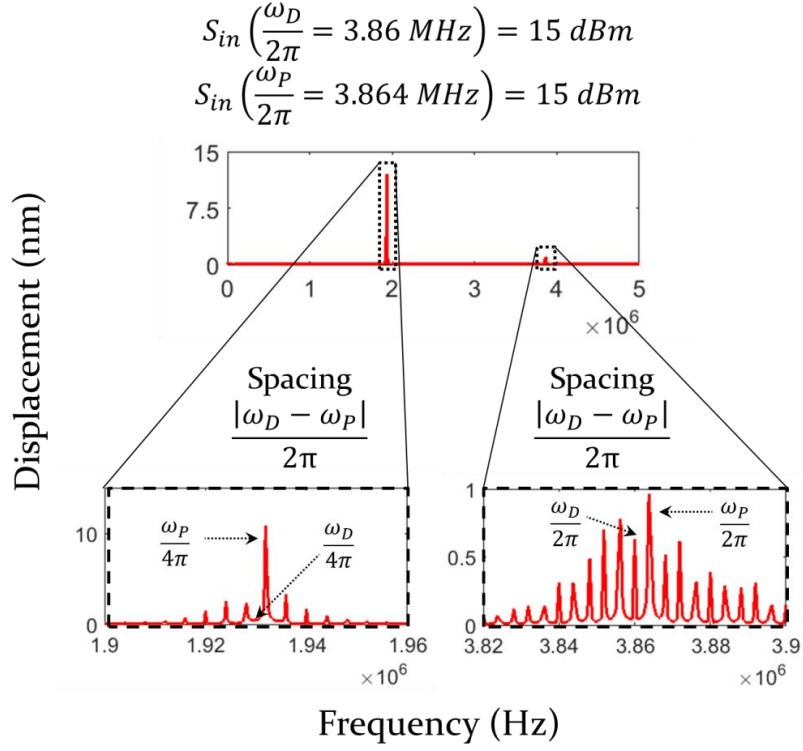 S_in (ω_D/2π = 3.86 MHz) = 15 dBm
S_in (ω_P/2π = 3.864 MHz) = 15 dBm
Displacement (nm)
15
7.5
0
0 1 2 3 4 5
× 10^6
Spacing
|ω_D − ω_P|
2π
Spacing
|ω_D − ω_P|
2π
10
0
ω_P/4π
ω_D/4π
1.9 1.92 1.94 1.96
× 10^6
1
0.5
0
ω_D/2π
ω_P/2π
3.82 3.84 3.86 3.88 3.9
× 10^6
Frequency (Hz)